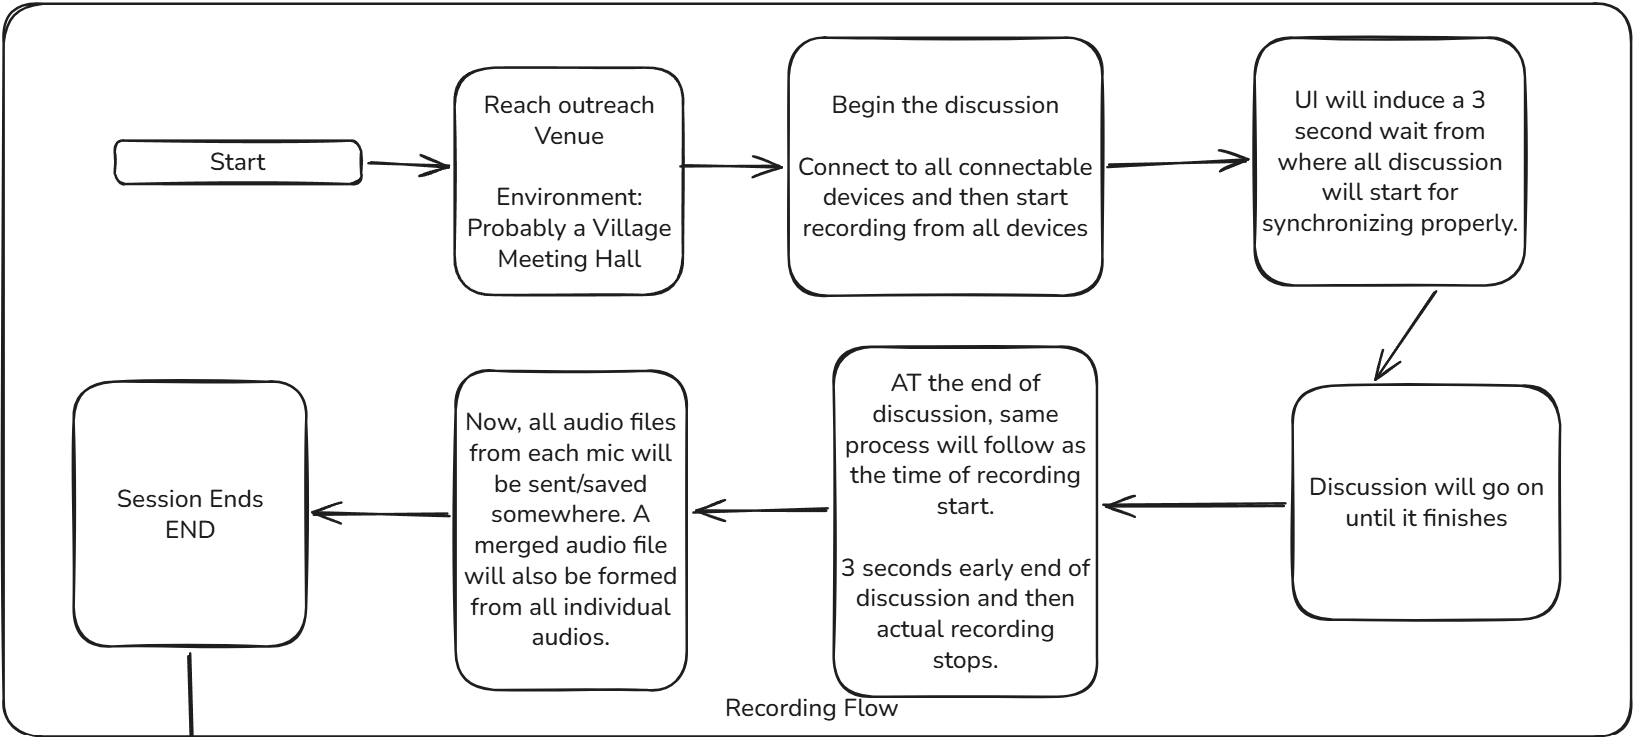 Start
Reach outreach
Venue
Environment:
Probably a Village
Meeting Hall
Begin the discussion
Connect to all connectable
devices and then start
recording from all devices
UI will induce a 3
second wait from
where all discussion
will start for
synchronizing properly.
Discussion will go on
until it finishes
AT the end of
discussion, same
process will follow as
the time of recording
start.
3 seconds early end of
discussion and then
actual recording
stops.
Now, all audio files
from each mic will
be sent/saved
somewhere. A
merged audio file
will also be formed
from all individual
audios.
Session Ends
END
Recording Flow